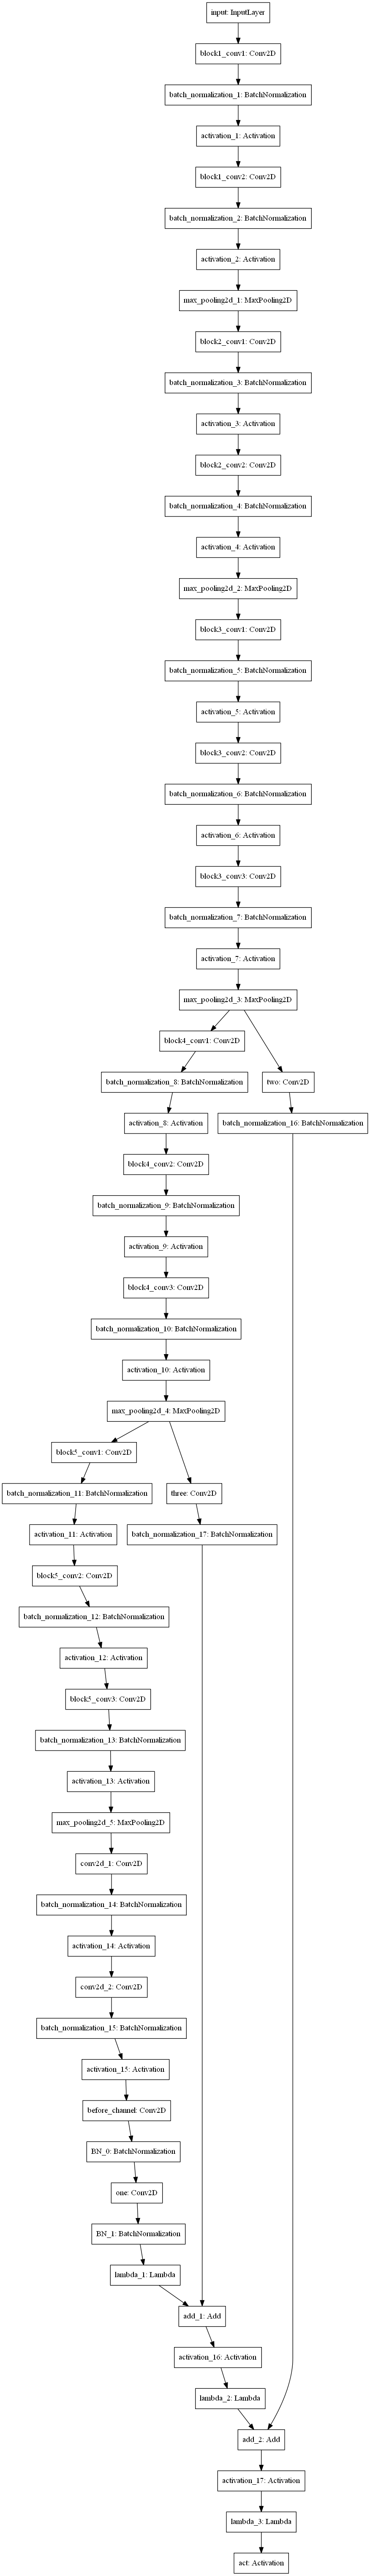 input: InputLayer
block1_conv1: Conv2D
batch_normalization_1: BatchNormalization
activation_1: Activation
block1_conv2: Conv2D
batch_normalization_2: BatchNormalization
activation_2: Activation
max_pooling2d_1: MaxPooling2D
block2_conv1: Conv2D
batch_normalization_3: BatchNormalization
activation_3: Activation
block2_conv2: Conv2D
batch_normalization_4: BatchNormalization
activation_4: Activation
max_pooling2d_2: MaxPooling2D
block3_conv1: Conv2D
batch_normalization_5: BatchNormalization
activation_5: Activation
block3_conv2: Conv2D
batch_normalization_6: BatchNormalization
activation_6: Activation
block3_conv3: Conv2D
batch_normalization_7: BatchNormalization
activation_7: Activation
max_pooling2d_3: MaxPooling2D
block4_conv1: Conv2D
batch_normalization_8: BatchNormalization
two: Conv2D
activation_8: Activation
batch_normalization_16: BatchNormalization
block4_conv2: Conv2D
batch_normalization_9: BatchNormalization
activation_9: Activation
block4_conv3: Conv2D
batch_normalization_10: BatchNormalization
activation_10: Activation
max_pooling2d_4: MaxPooling2D
block5_conv1: Conv2D
batch_normalization_11: BatchNormalization
three: Conv2D
activation_11: Activation
batch_normalization_17: BatchNormalization
block5_conv2: Conv2D
batch_normalization_12: BatchNormalization
activation_12: Activation
block5_conv3: Conv2D
batch_normalization_13: BatchNormalization
activation_13: Activation
max_pooling2d_5: MaxPooling2D
conv2d_1: Conv2D
batch_normalization_14: BatchNormalization
activation_14: Activation
conv2d_2: Conv2D
batch_normalization_15: BatchNormalization
activation_15: Activation
before_channel: Conv2D
BN_0: BatchNormalization
one: Conv2D
BN_1: BatchNormalization
lambda_1: Lambda
add_1: Add
activation_16: Activation
lambda_2: Lambda
add_2: Add
activation_17: Activation
lambda_3: Lambda
act: Activation